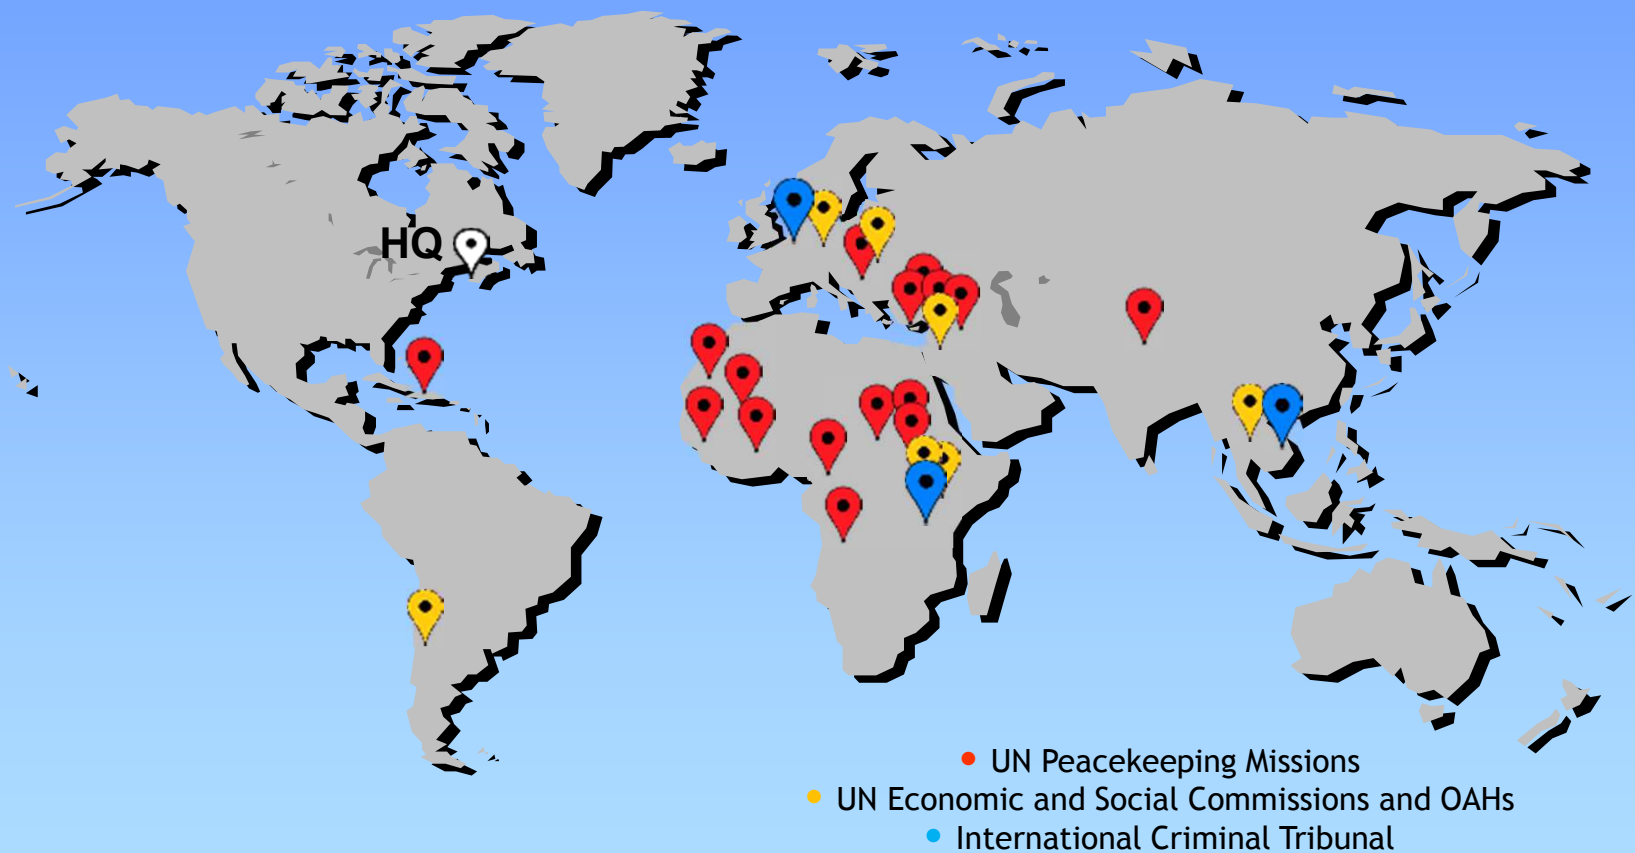 HQ
UN Peacekeeping Missions
UN Economic and Social Commissions and OAHs
International Criminal Tribunal